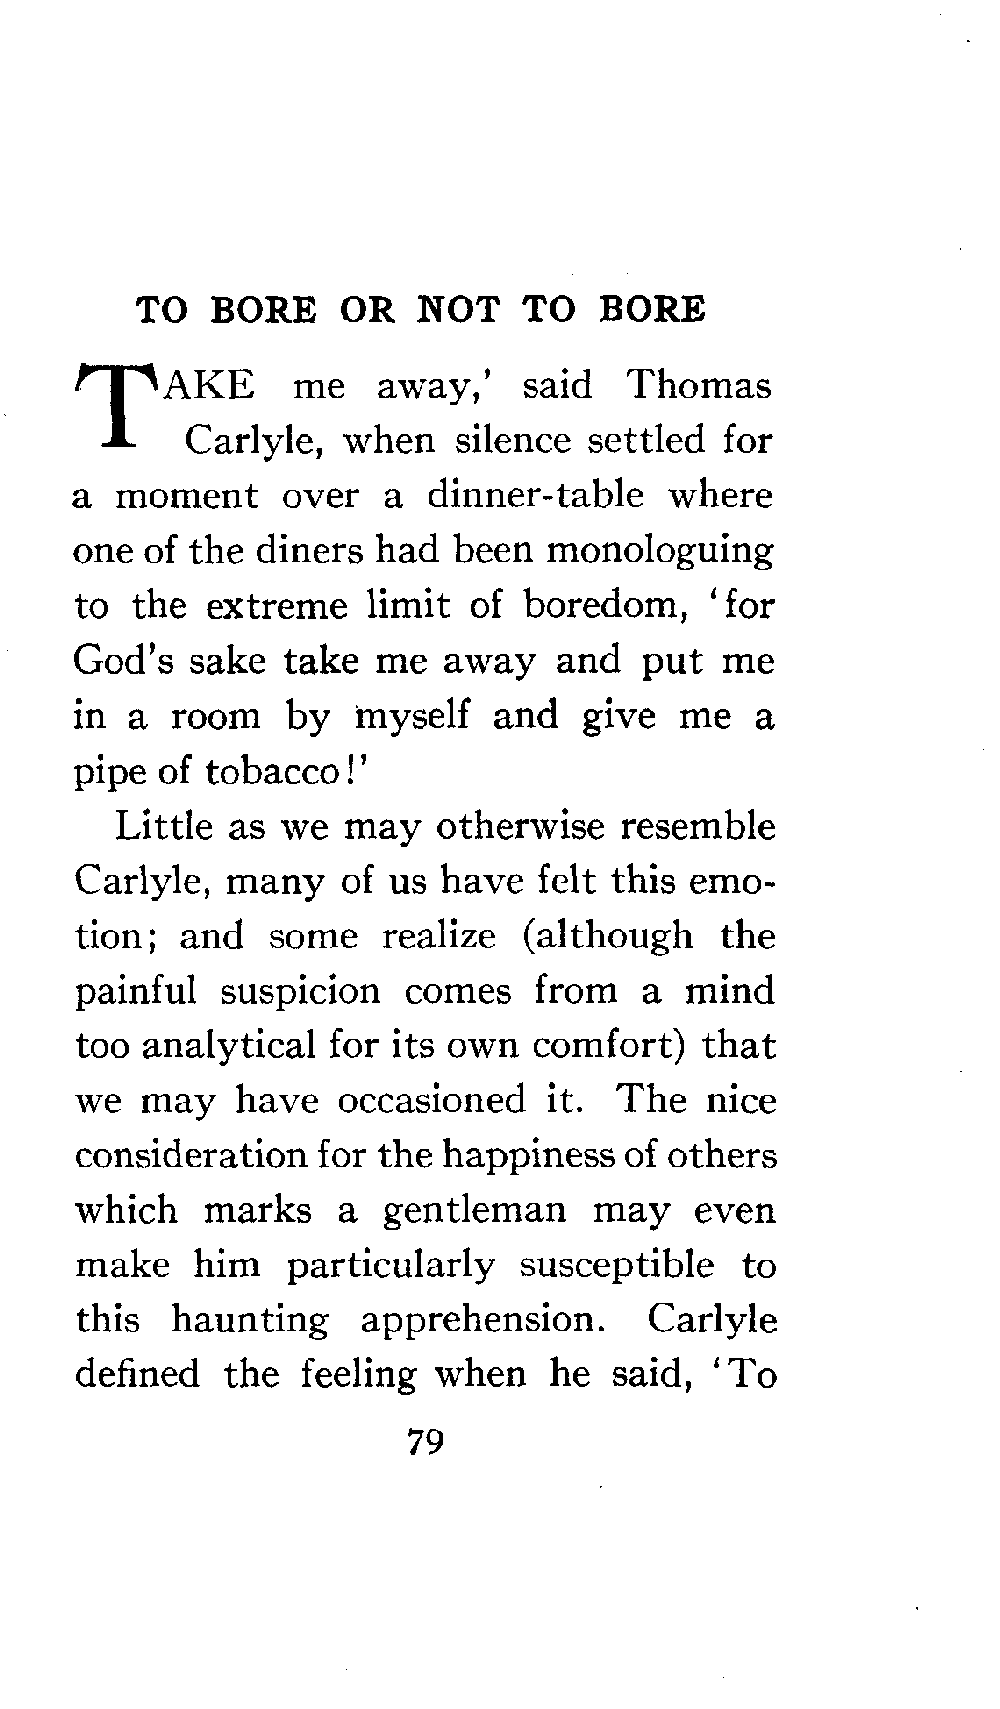 TO BORE OR NOT TO BORE
TAKE me away,' said Thomas
Carlyle, when silence settled for
a moment over a dinner-table where
one of the diners had been monologuing
to the extreme limit of boredom, 'for
God's sake take me away and put me
in a room by myself and give me a
pipe of tobacco!'
Little as we may otherwise resemble
Carlyle, many of us have felt this emo-
tion; and some realize (although the
painful suspicion comes from a mind
too analytical for its own comfort) that
we may have occasioned it. The nice
consideration for the happiness of others
which marks a gentleman may even
make him particularly susceptible to
this haunting apprehension. Carlyle
defined the feeling when he said, 'To
79